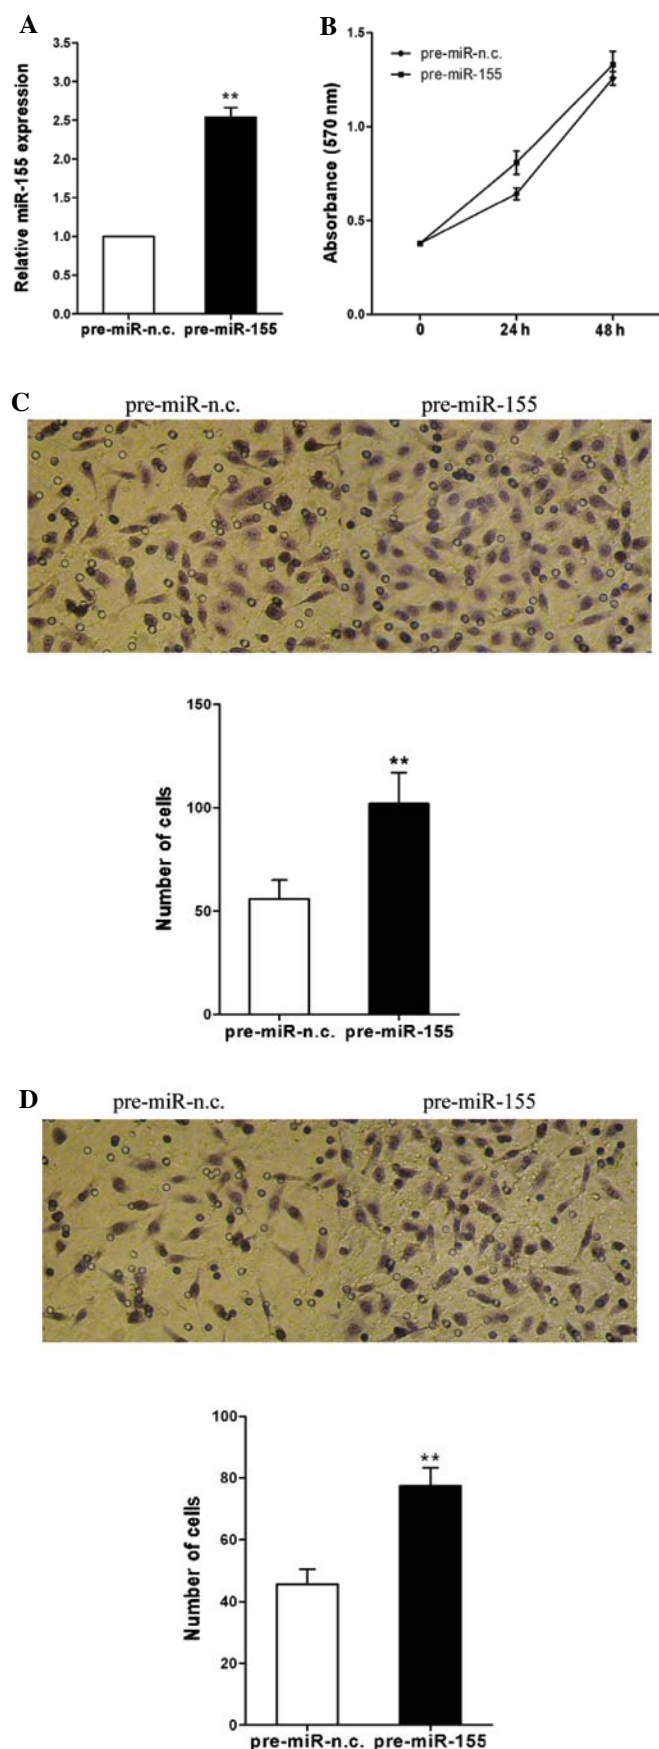 A
Relative miR-155 expression
3.5
3.0
2.5
2.0
1.5
1.0
0.5
0.0
**
pre-miR-n.c. pre-miR-155
B
Absorbance (570 nm)
1.5
1.0
0.5
0.0
pre-miR-n.c.
pre-miR-155
0 24 h 48 h
C
pre-miR-n.c. pre-miR-155
Number of cells
150
100
50
0
**
pre-miR-n.c. pre-miR-155
D
pre-miR-n.c. pre-miR-155
Number of cells
100
80
60
40
20
0
**
pre-miR-n.c. pre-miR-155